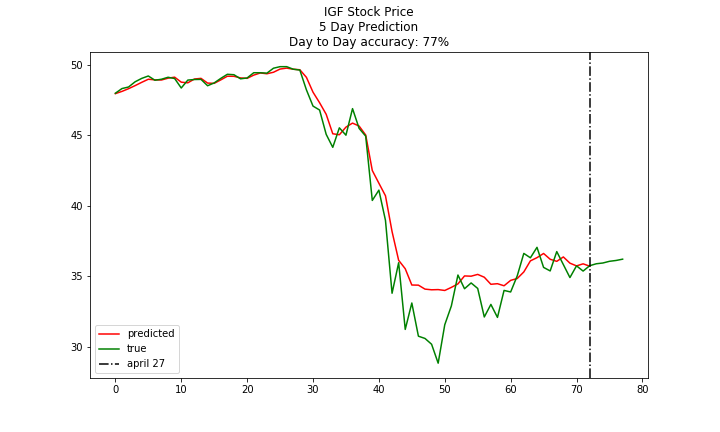 IGF Stock Price
5 Day Prediction
Day to Day accuracy: 77%
50
45
40
35
30
predicted
true
april 27
0 10 20 30 40 50 60 70 80